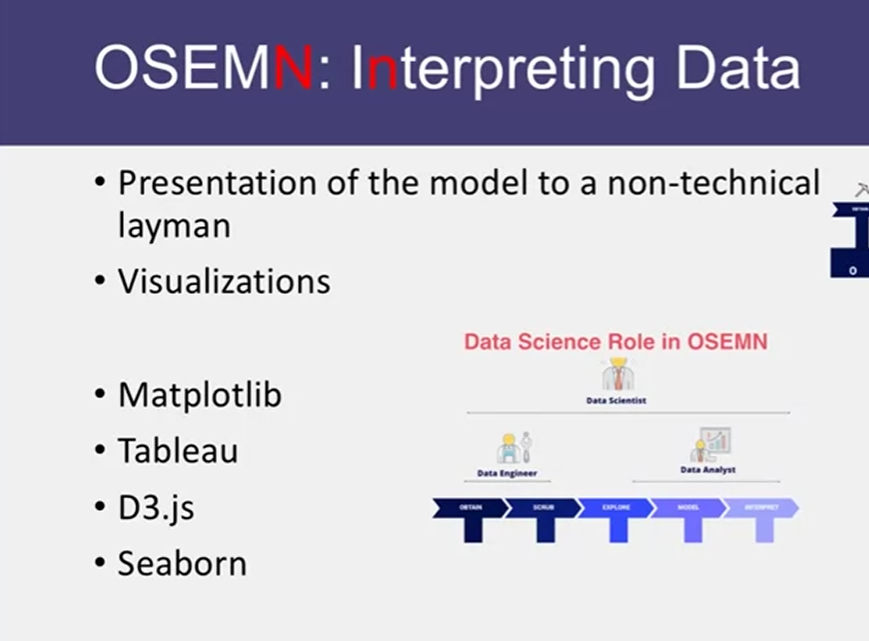 OSEMN: Interpreting Data
• Presentation of the model to a non-technical
layman
• Visualizations
• Matplotlib
• Tableau
• D3.js
• Seaborn
Data Science Role in OSEMN
Data Scientist
Data Engineer
Data Analyst
OBTAIN SCRUB EXPLORE MODEL INTERPRET
O